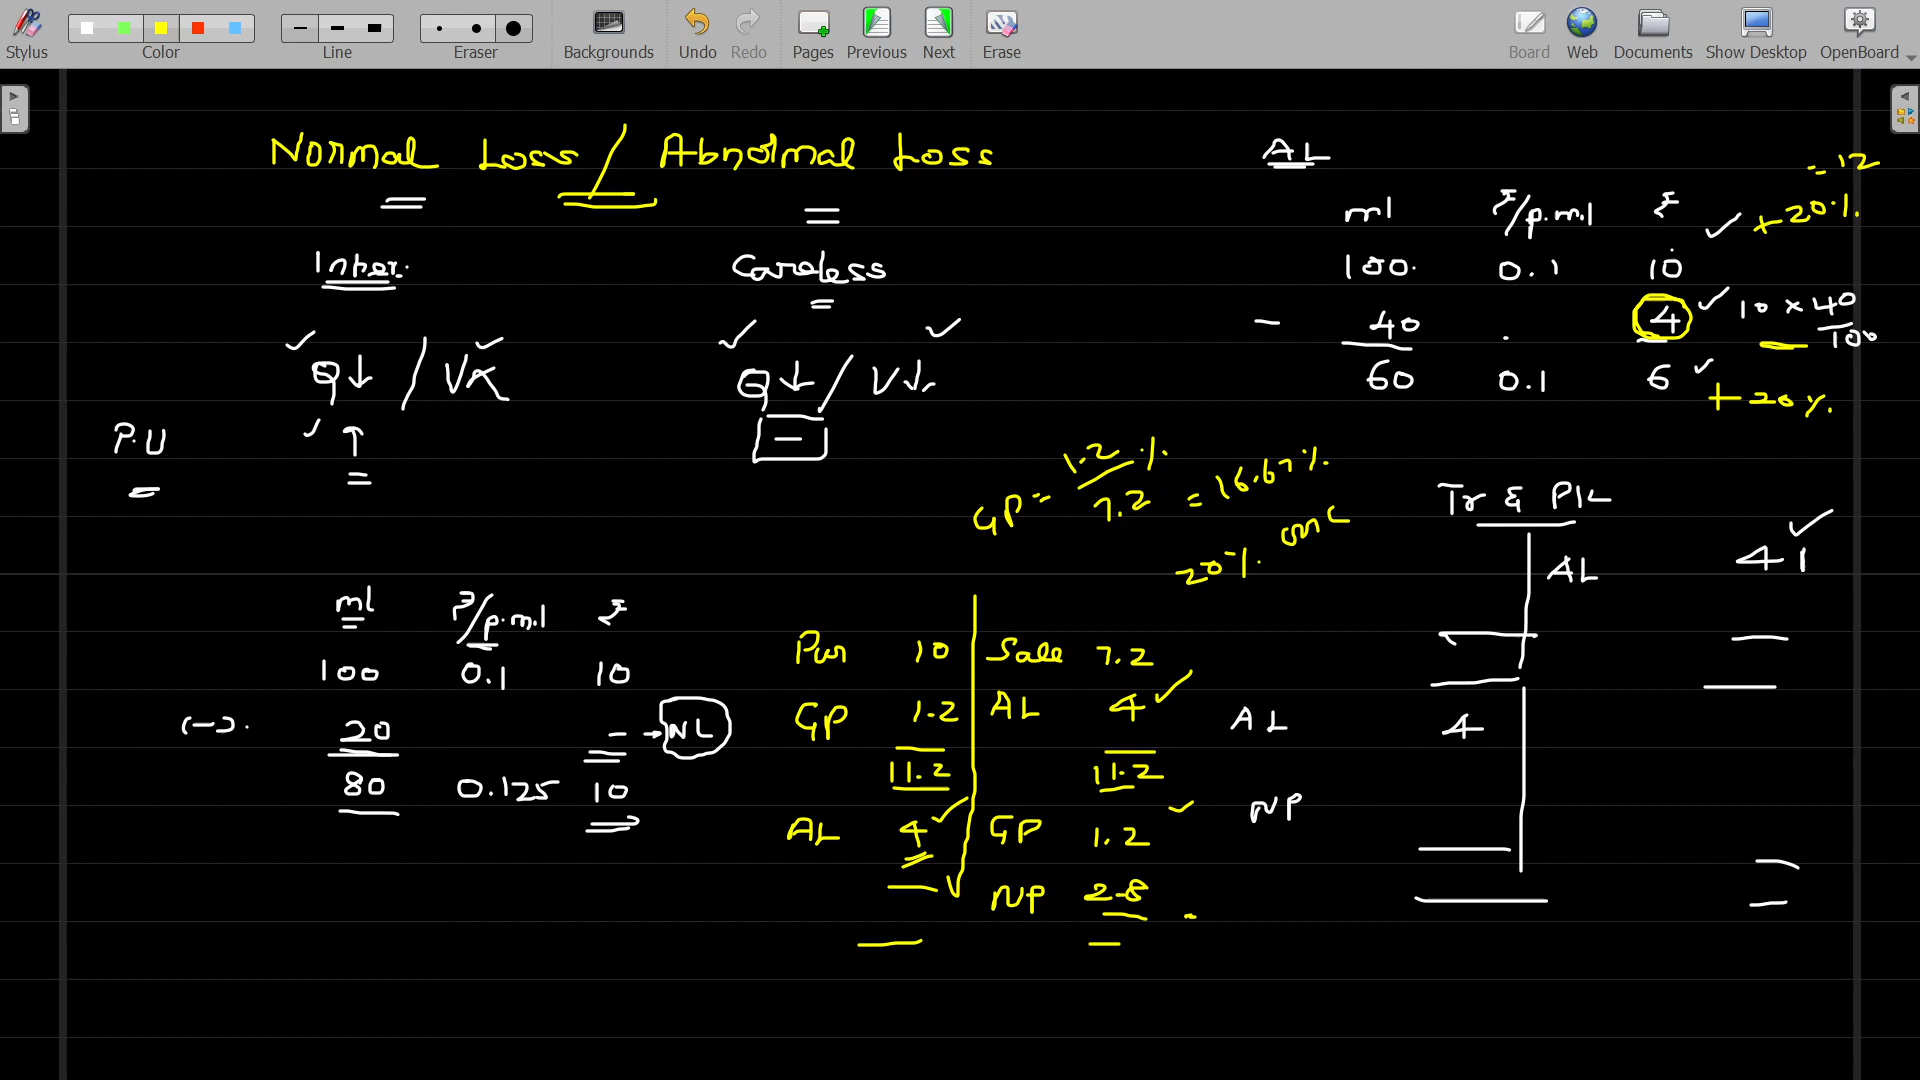 Stylus Color Line Eraser Backgrounds Undo Redo Pages Previous Next Erase Board Web Documents Show Desktop OpenBoard
Normal Loss / Abnormal Loss
Inher.
Careless
Q↓ / V✗
Q↓ / V↓
P.U ↑
–
AL
= 12
ml ₹/p.ml ₹
+ 20%.
100. 0.1 10
– 40 . 4 10 × 40
100
60 0.1 6
+ 20%.
GP = 1.2 %.
7.2
= 16.67%.
20%. on C
Tr & P/L
AL 41
AL 4
NP
ml ₹/p.ml ₹
100 0.1 10
(–). 20 – → NL
80 0.125 10
Pur 10 Sale 7.2
GP 1.2 AL 4
11.2 11.2
AL 4 GP 1.2
NP 2.8